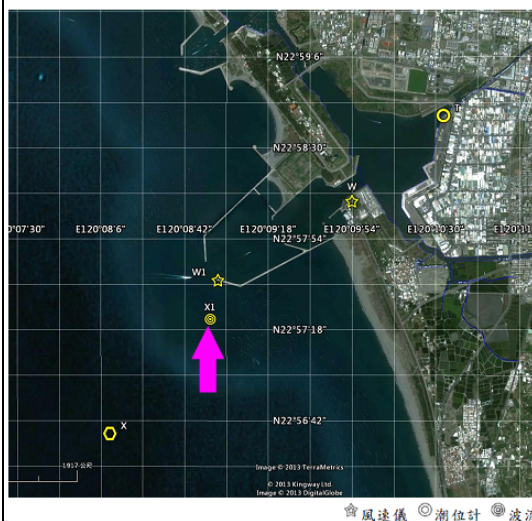 N22°59'6"
T
N22°58'30"
W
0°07'30" E120°08'6" E120°08'42" E120°09'18" E120°09'54" E120°10'30" E120°11
N22°57'54"
W1
X1
N22°57'18"
N22°56'42"
X
1917 公尺
Image © 2013 TerraMetrics
© 2013 Kingway Ltd.
Image © 2013 DigitalGlobe
風速儀 潮位計 波流